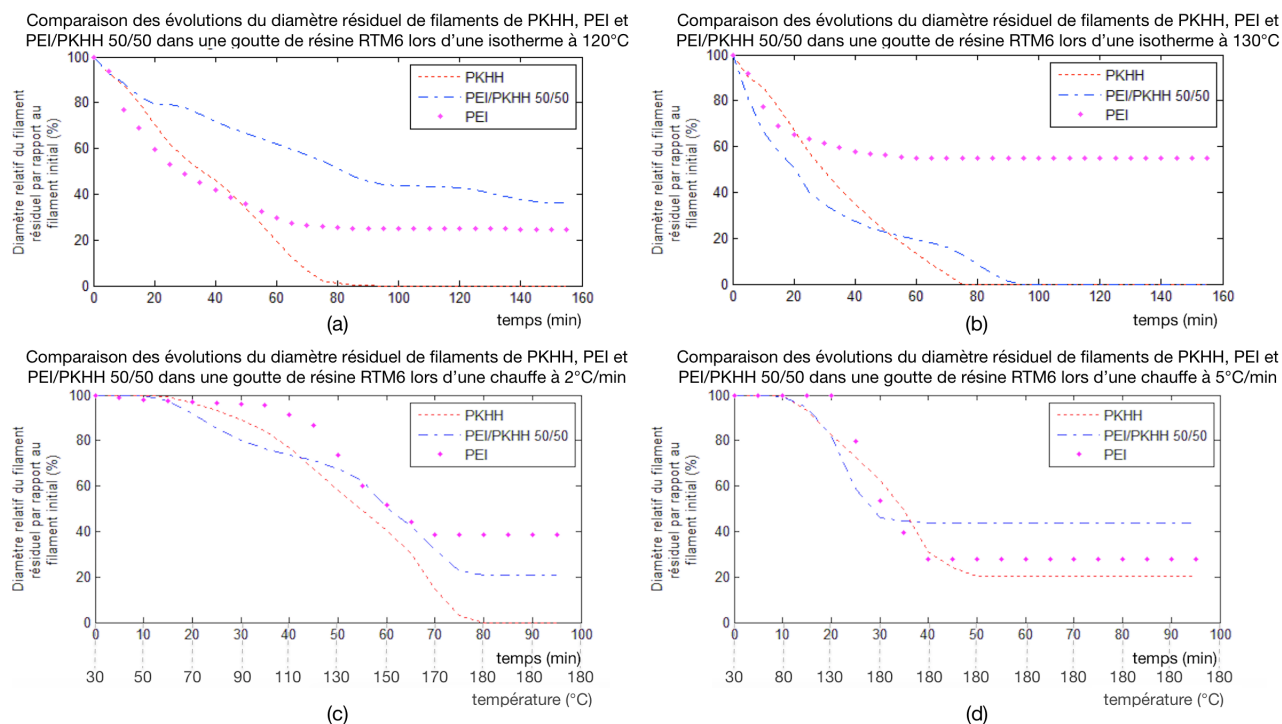 Comparaison des évolutions du diamètre résiduel de filaments de PKHH, PEI et
PEI/PKHH 50/50 dans une goutte de résine RTM6 lors d'une isotherme à 120°C
Diamètre relatif du filament
résiduel par rapport au
filament initial (%)
100
80
60
40
20
0
PKHH
PEI/PKHH 50/50
PEI
0 20 40 60 80 100 120 140 160
temps (min)
(a)
Comparaison des évolutions du diamètre résiduel de filaments de PKHH, PEI et
PEI/PKHH 50/50 dans une goutte de résine RTM6 lors d'une isotherme à 130°C
Diamètre relatif du filament
résiduel par rapport au
filament initial (%)
100
80
60
40
20
0
PKHH
PEI/PKHH 50/50
PEI
0 20 40 60 80 100 120 140 160
temps (min)
(b)
Comparaison des évolutions du diamètre résiduel de filaments de PKHH, PEI et
PEI/PKHH 50/50 dans une goutte de résine RTM6 lors d'une chauffe à 2°C/min
Diamètre relatif du filament
résiduel par rapport au
filament initial (%)
100
80
60
40
20
0
PKHH
PEI/PKHH 50/50
PEI
0 10 20 30 40 50 60 70 80 90 100
temps (min)
30 50 70 90 110 130 150 170 180 180 180
température (°C)
(c)
Comparaison des évolutions du diamètre résiduel de filaments de PKHH, PEI et
PEI/PKHH 50/50 dans une goutte de résine RTM6 lors d'une chauffe à 5°C/min
Diamètre relatif du filament
résiduel par rapport au
filament initial (%)
100
80
60
40
20
0
PKHH
PEI/PKHH 50/50
PEI
0 10 20 30 40 50 60 70 80 90 100
temps (min)
30 80 130 180 180 180 180 180 180 180 180
température (°C)
(d)